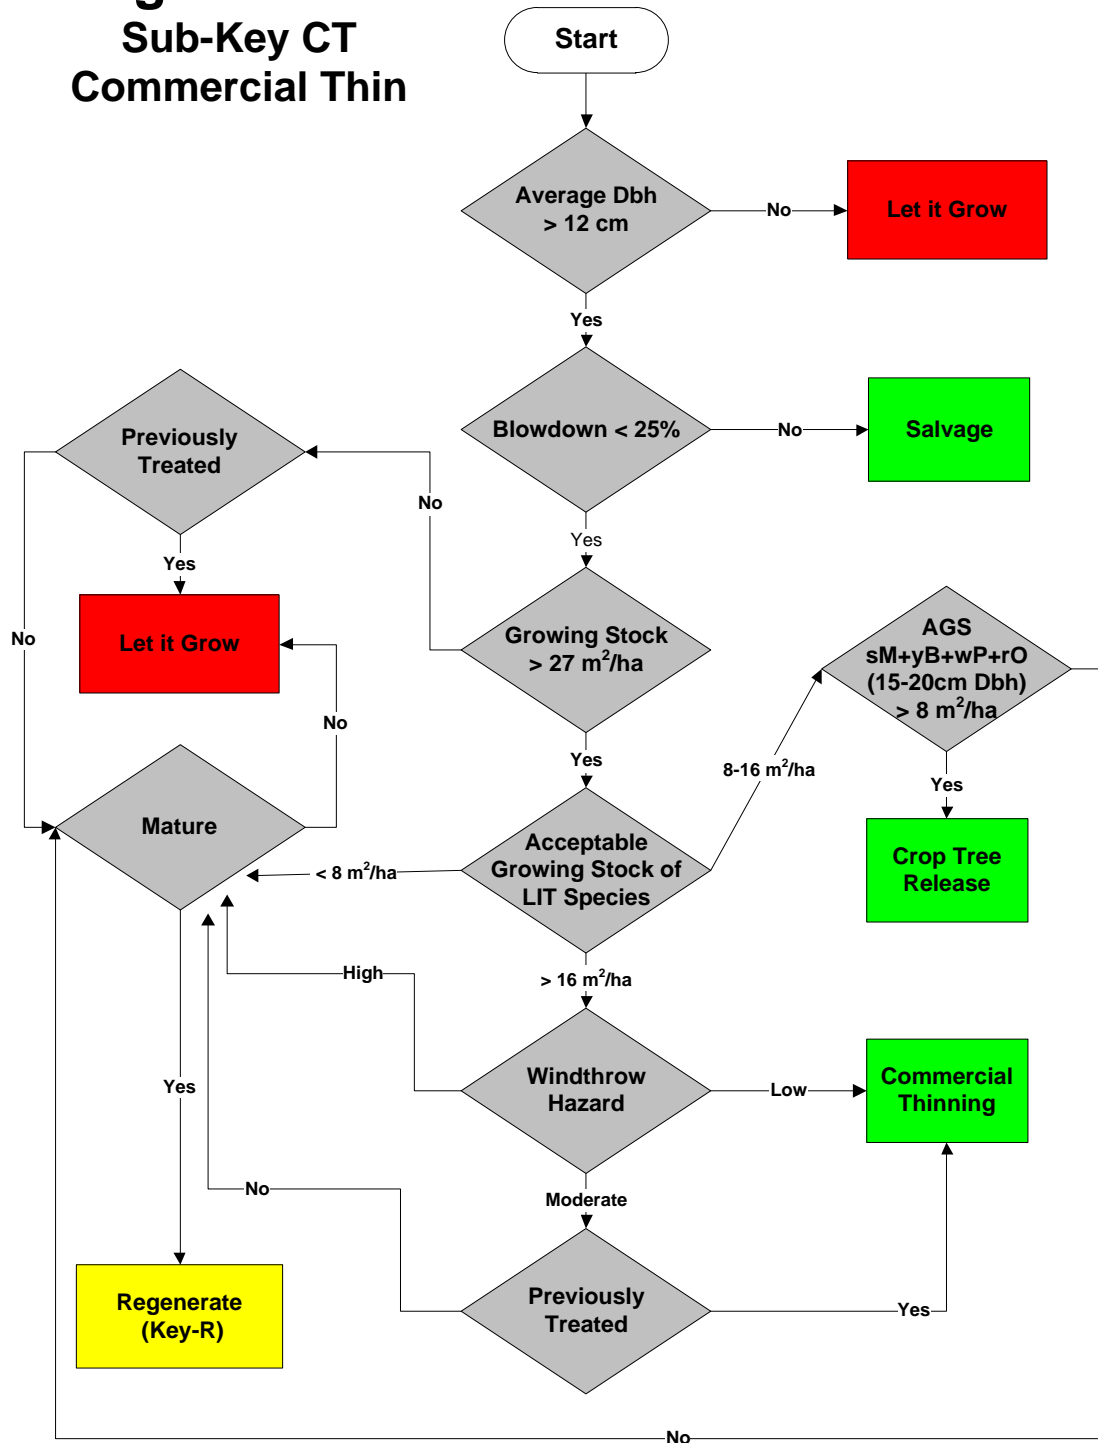 Sub-Key CT
Commercial Thin
Start
Average Dbh
> 12 cm
No
Let it Grow
Yes
Blowdown < 25%
No
Salvage
Previously
Treated
No
Yes
Yes
Let it Grow
No
Growing Stock
> 27 m²/ha
AGS
sM+yB+wP+rO
(15-20cm Dbh)
> 8 m²/ha
No
Yes
8-16 m²/ha
Yes
Mature
Acceptable
Growing Stock of
LIT Species
< 8 m²/ha
Crop Tree
Release
High
> 16 m²/ha
Yes
Windthrow
Hazard
Low
Commercial
Thinning
No
Moderate
Regenerate
(Key-R)
Previously
Treated
Yes
No